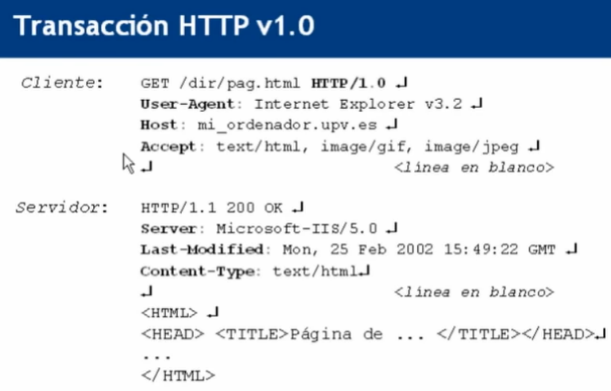 Transacción HTTP v1.0
Cliente: GET /dir/pag.html HTTP/1.0 ↲
User-Agent: Internet Explorer v3.2 ↲
Host: mi_ordenador.upv.es ↲
Accept: text/html, image/gif, image/jpeg ↲
↲ <linea en blanco>
Servidor: HTTP/1.1 200 OK ↲
Server: Microsoft-IIS/5.0 ↲
Last-Modified: Mon, 25 Feb 2002 15:49:22 GMT ↲
Content-Type: text/html↲
↲ <linea en blanco>
<HTML> ↲
<HEAD> <TITLE>Página de ... </TITLE></HEAD>↲
...
</HTML>